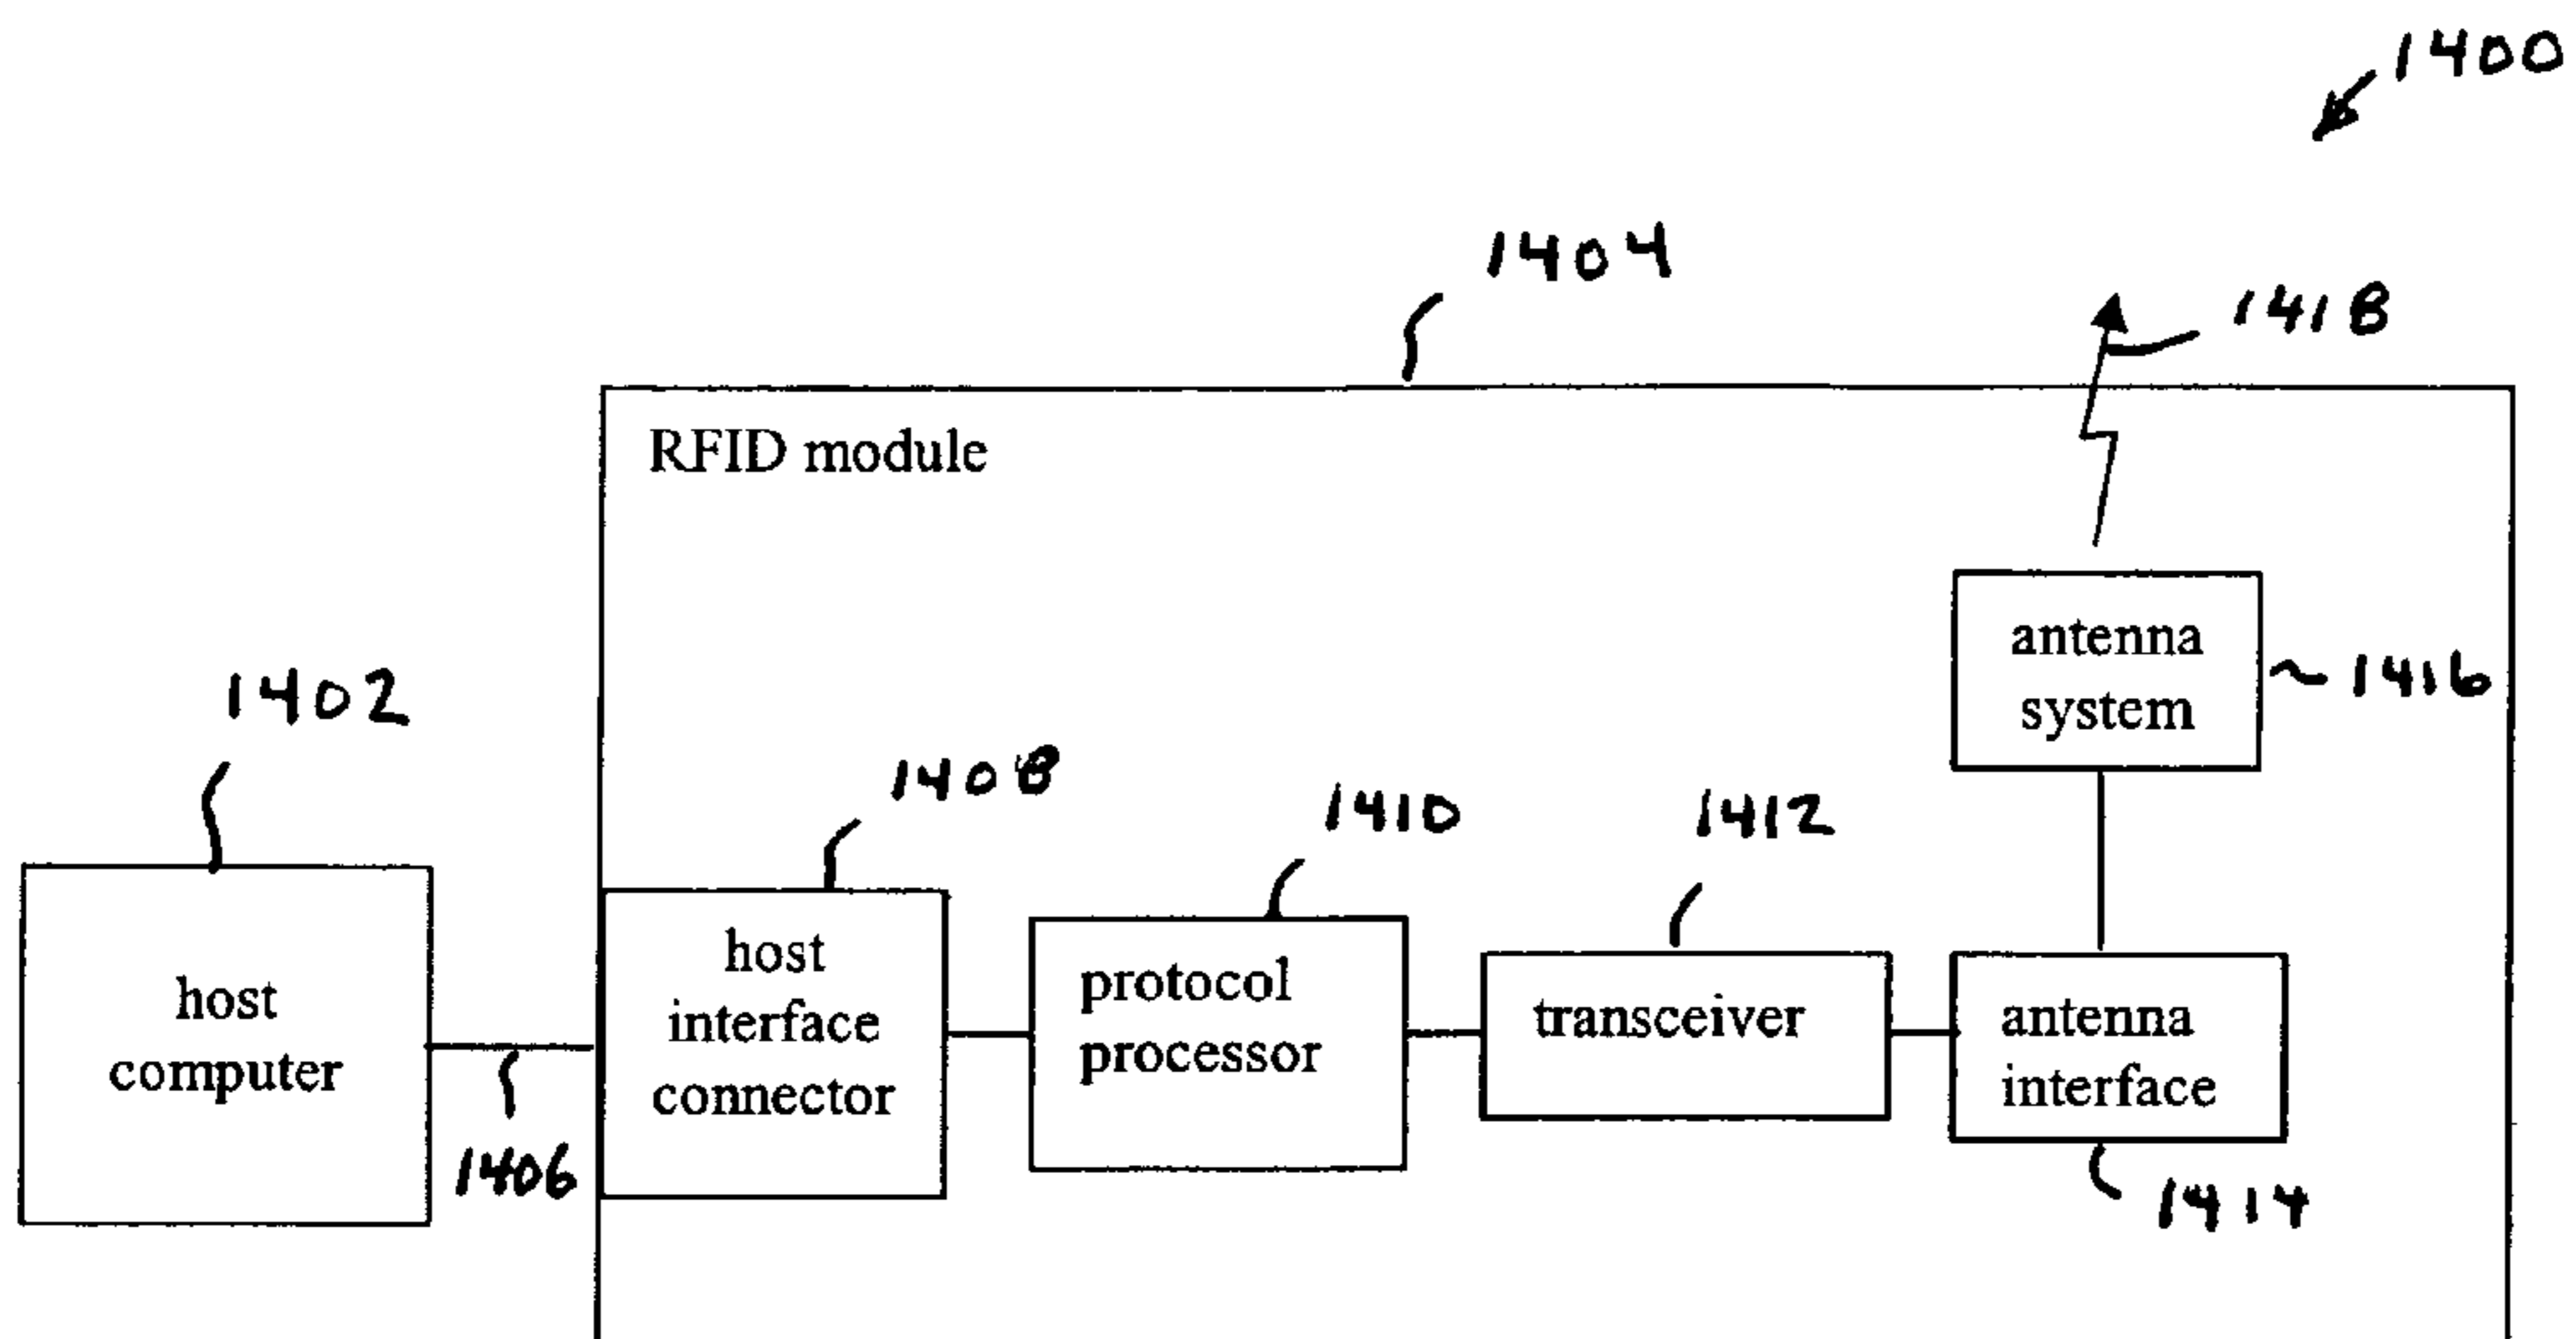 1400
1404
1418
RFID module
antenna
system
1416
1402
1408
1410
1412
host
computer
1406
host
interface
connector
protocol
processor
transceiver
antenna
interface
1414